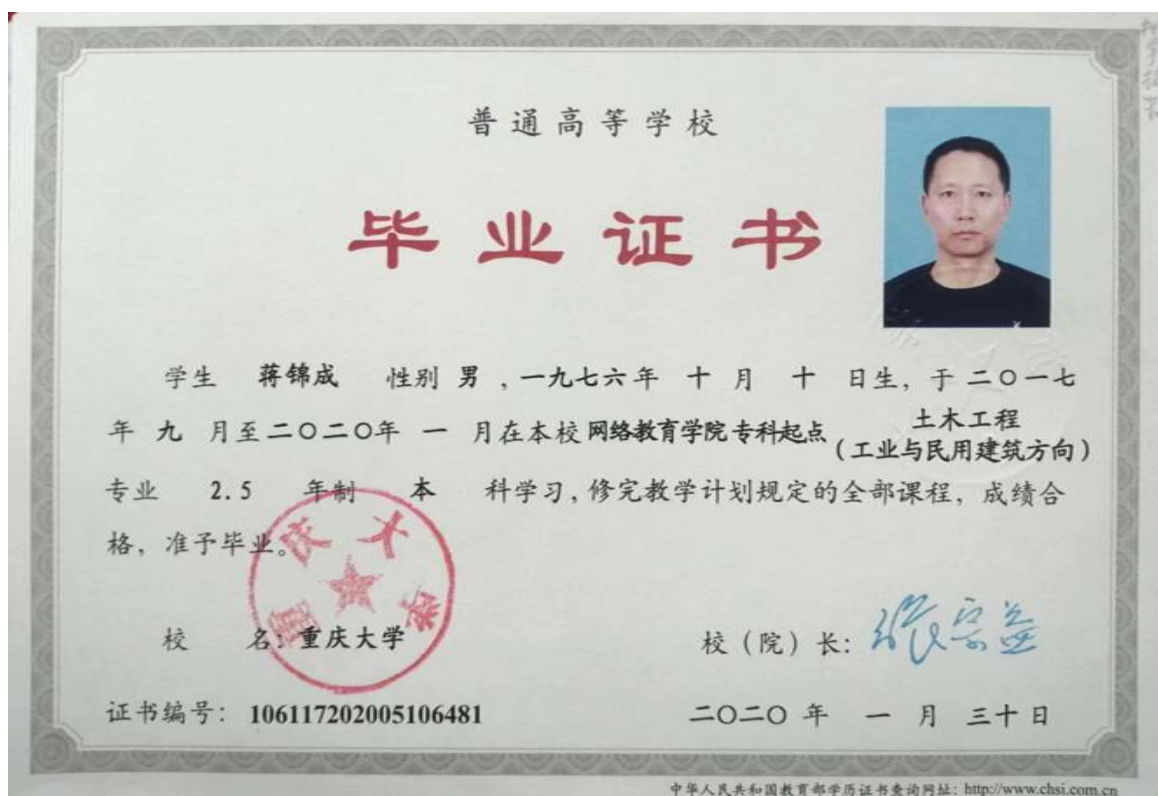 普通高等学校
毕业证书
学生 蒋锦成 性别 男 ,一九七六年 十 月 十 日生, 于二〇一七
年 九 月至二〇二〇年 一 月在本校 网络教育学院 专科起点 土木工程
(工业与民用建筑方向)
专业 2.5 年制 本 科学习, 修完教学计划规定的全部课程, 成绩合
格, 准予毕业。
重庆大学
校 名: 重庆大学
校(院)长: 张宗益
证书编号: 106117202005106481
二〇二〇 年 一 月 三十日
中华人民共和国教育部学历证书查询网址: http://www.chsi.com.cn